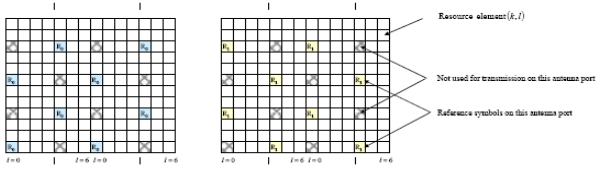 Resource element (k,l)
R₀ R₀ R₁ R₁
Not used for transmission on this antenna port
R₀ R₀ R₁ R₁
Reference symbols on this antenna port
R₀ R₀ R₁ R₁
R₀ R₀ R₁ R₁
l=0 l=6 l=0 l=6 l=0 l=6 l=0 l=6